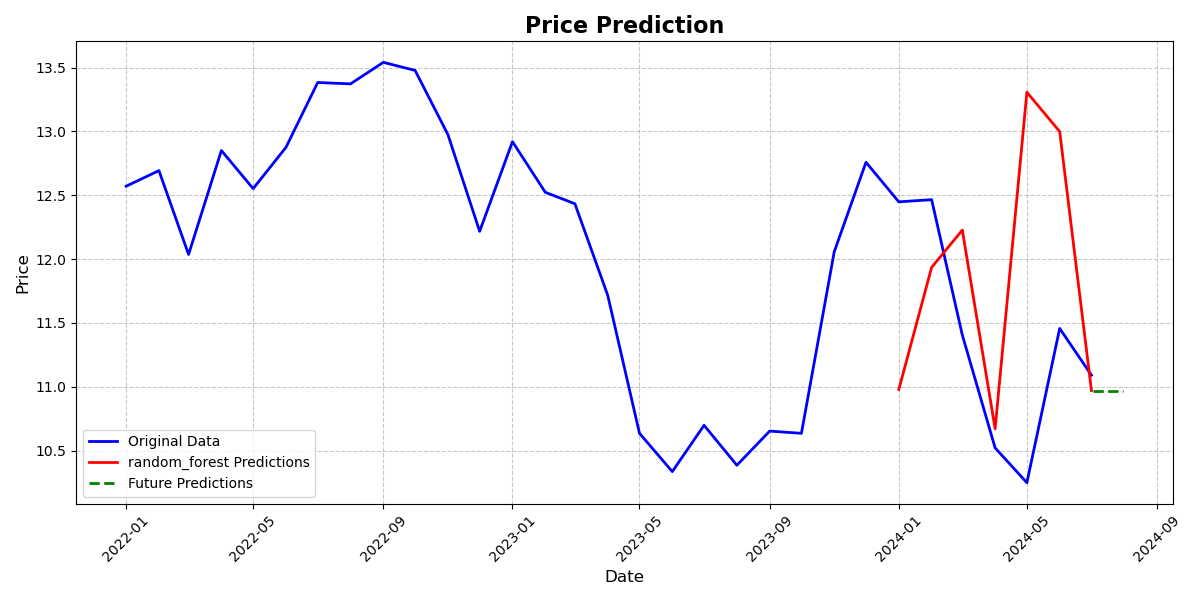 Price Prediction
Price
13.5
13.0
12.5
12.0
11.5
11.0
10.5
Original Data
random_forest Predictions
Future Predictions
2022-01
2022-05
2022-09
2023-01
2023-05
2023-09
2024-01
2024-05
2024-09
Date